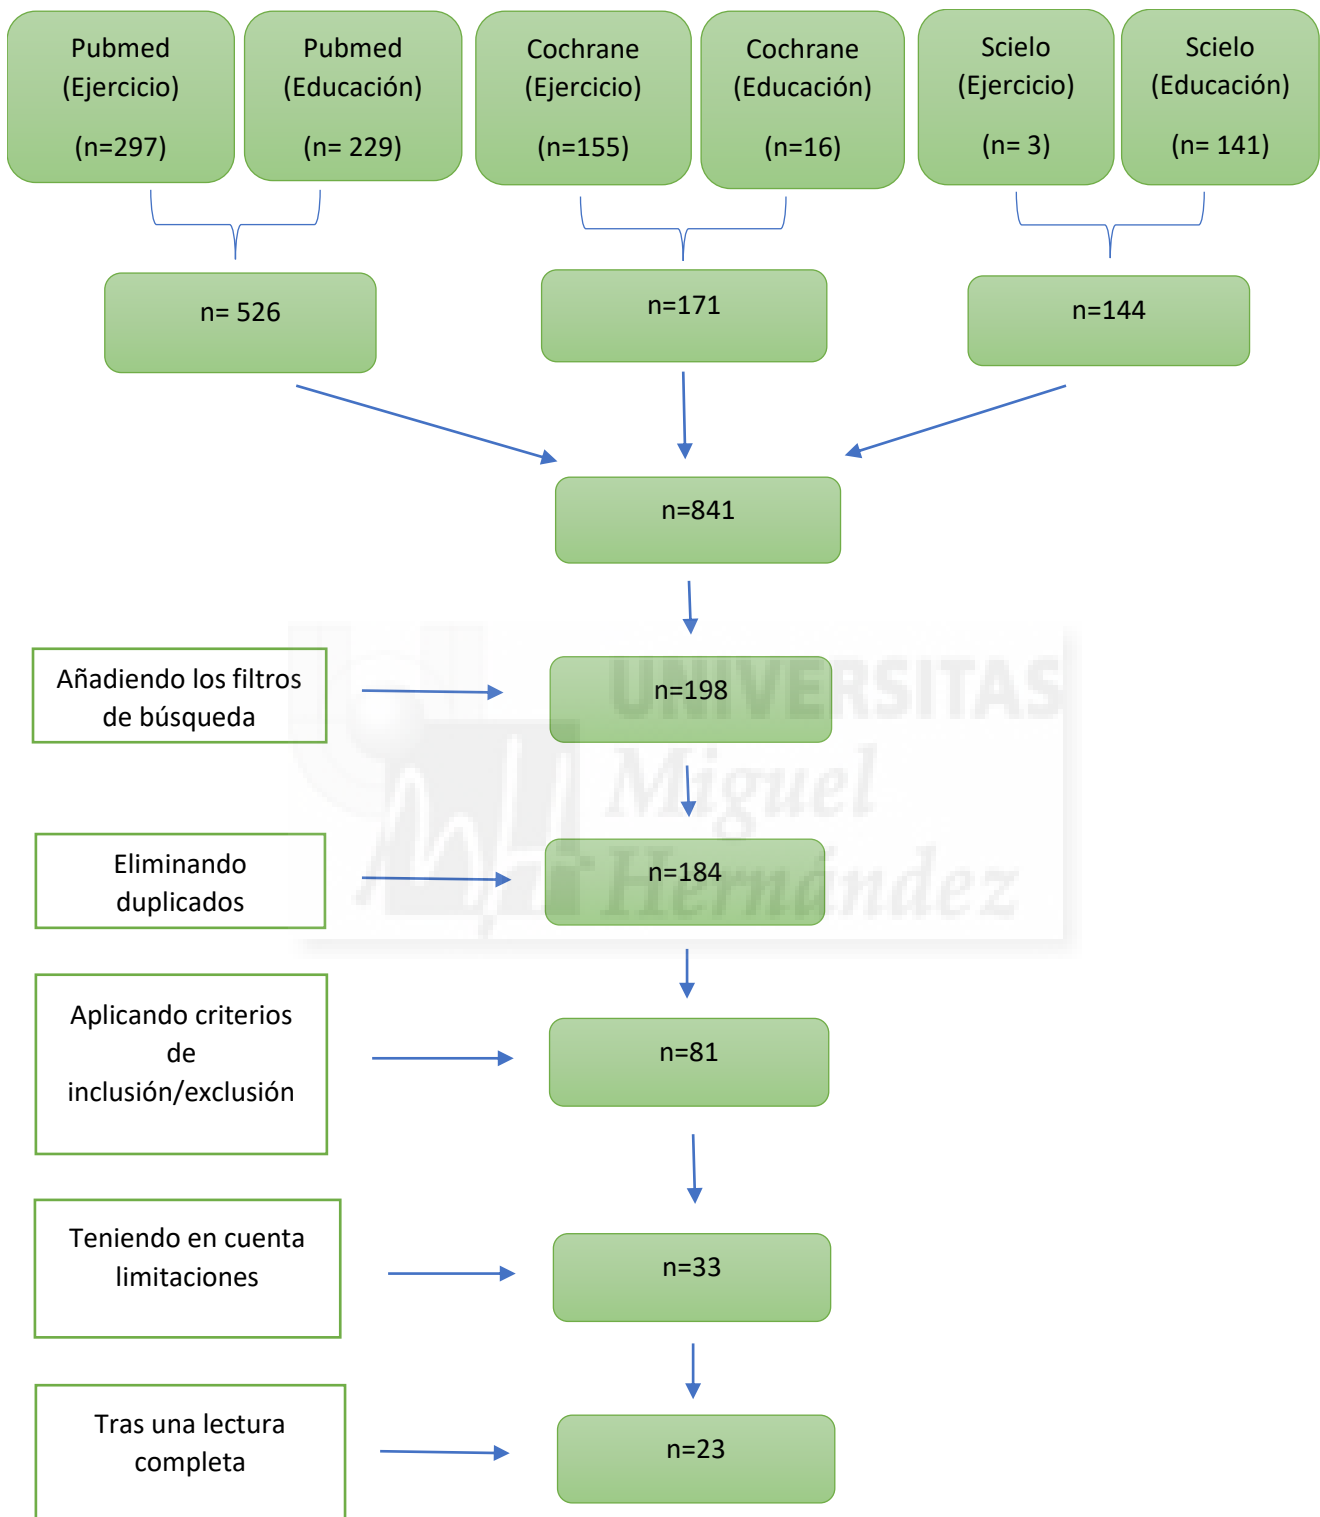 Pubmed
(Ejercicio)
(n=297)
Pubmed
(Educación)
(n= 229)
Cochrane
(Ejercicio)
(n=155)
Cochrane
(Educación)
(n=16)
Scielo
(Ejercicio)
(n= 3)
Scielo
(Educación)
(n= 141)
n= 526
n=171
n=144
n=841
Añadiendo los filtros
de búsqueda
n=198
UNIVERSITAS
Miguel
Hernández
Eliminando
duplicados
n=184
Aplicando criterios
de
inclusión/exclusión
n=81
Teniendo en cuenta
limitaciones
n=33
Tras una lectura
completa
n=23